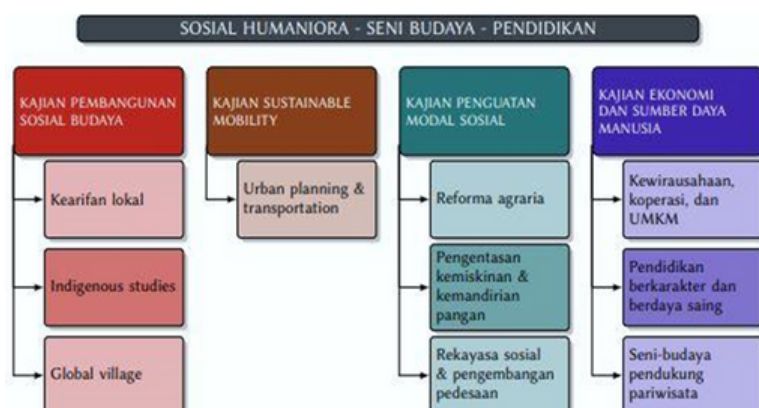 SOSIAL HUMANIORA - SENI BUDAYA - PENDIDIKAN
KAJIAN PEMBANGUNAN
SOSIAL BUDAYA
Kearifan lokal
Indigenous studies
Global village
KAJIAN SUSTAINABLE
MOBILITY
Urban planning &
transportation
KAJIAN PENGUATAN
MODAL SOSIAL
Reforma agraria
Pengentasan
kemiskinan &
kemandirian
pangan
Rekayasa sosial
& pengembangan
pedesaan
KAJIAN EKONOMI
DAN SUMBER DAYA
MANUSIA
Kewirausahaan,
koperasi, dan
UMKM
Pendidikan
berkarakter dan
berdaya saing
Seni-budaya
pendukung
pariwisata